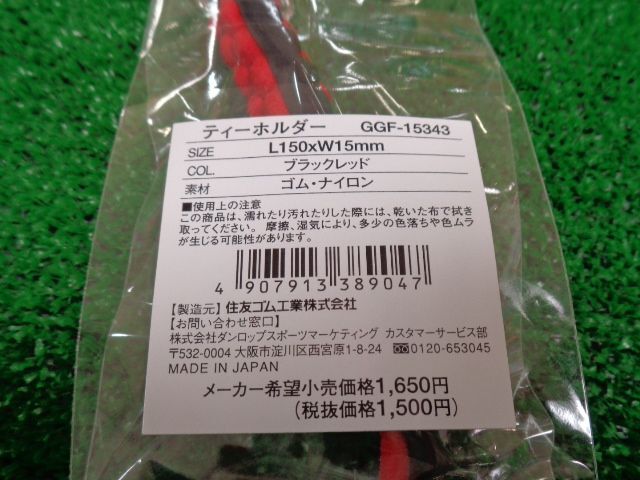 ティーホルダー GGF-15343
SIZE L150xW15mm
COL. ブラックレッド
素材 ゴム・ナイロン
■使用上の注意
この商品は、濡れたり汚れたりした際には、乾いた布で拭き
取ってください。 摩擦、湿気により、多少の色落ちや色ムラ
が生じる可能性があります。
4 907913 389047
【製造元】 住友ゴム工業株式会社
【お問い合わせ窓口】
株式会社ダンロップスポーツマーケティング カスタマーサービス部
〒532-0004 大阪市淀川区西宮原1-8-24 0120-653045
MADE IN JAPAN
メーカー希望小売価格1,650円
(税抜価格1,500円)